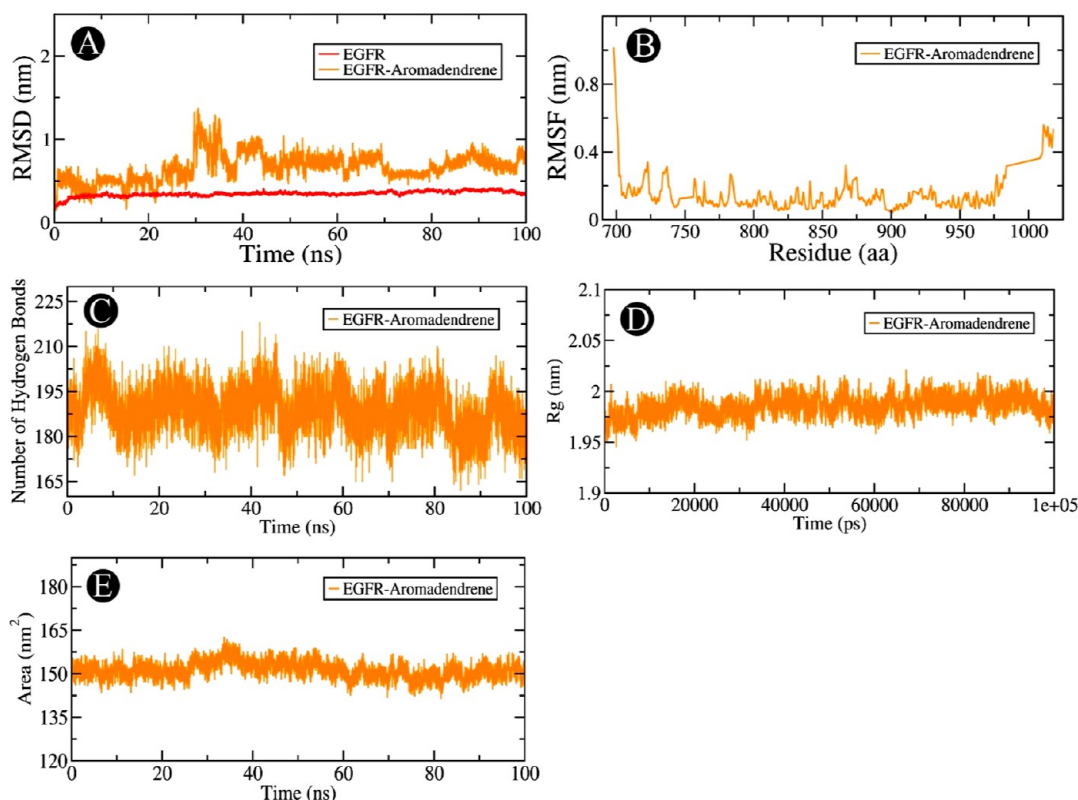 A
RMSD (nm)
2
1
0
EGFR
EGFR-Aromadendrene
0 20 40 60 80 100
Time (ns)
B
RMSF (nm)
0.8
0.4
0
EGFR-Aromadendrene
700 750 800 850 900 950 1000
Residue (aa)
C
Number of Hydrogen Bonds
225
210
195
180
165
EGFR-Aromadendrene
0 20 40 60 80 100
Time (ns)
D
Rg (nm)
2.1
2.05
2
1.95
1.9
EGFR-Aromadendrene
0 20000 40000 60000 80000 1e+05
Time (ps)
E
Area (nm²)
180
165
150
135
120
EGFR-Aromadendrene
0 20 40 60 80 100
Time (ns)